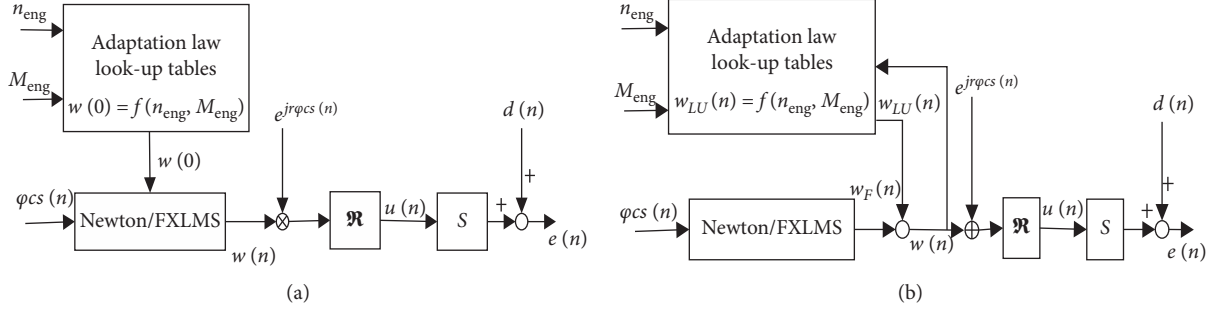 n_eng
M_eng
Adaptation law
look-up tables
w (0) = f (n_eng, M_eng)
w (0)
e^{jrφcs (n)}
d (n)
φcs (n)
Newton/FXLMS
w (n)
ℜ
u (n)
S
+
+
e (n)
(a)
n_eng
M_eng
Adaptation law
look-up tables
w_LU (n) = f (n_eng, M_eng)
w_LU (n)
e^{jrφcs (n)}
d (n)
φcs (n)
Newton/FXLMS
w_F (n)
w (n)
ℜ
u (n)
S
+
+
e (n)
(b)